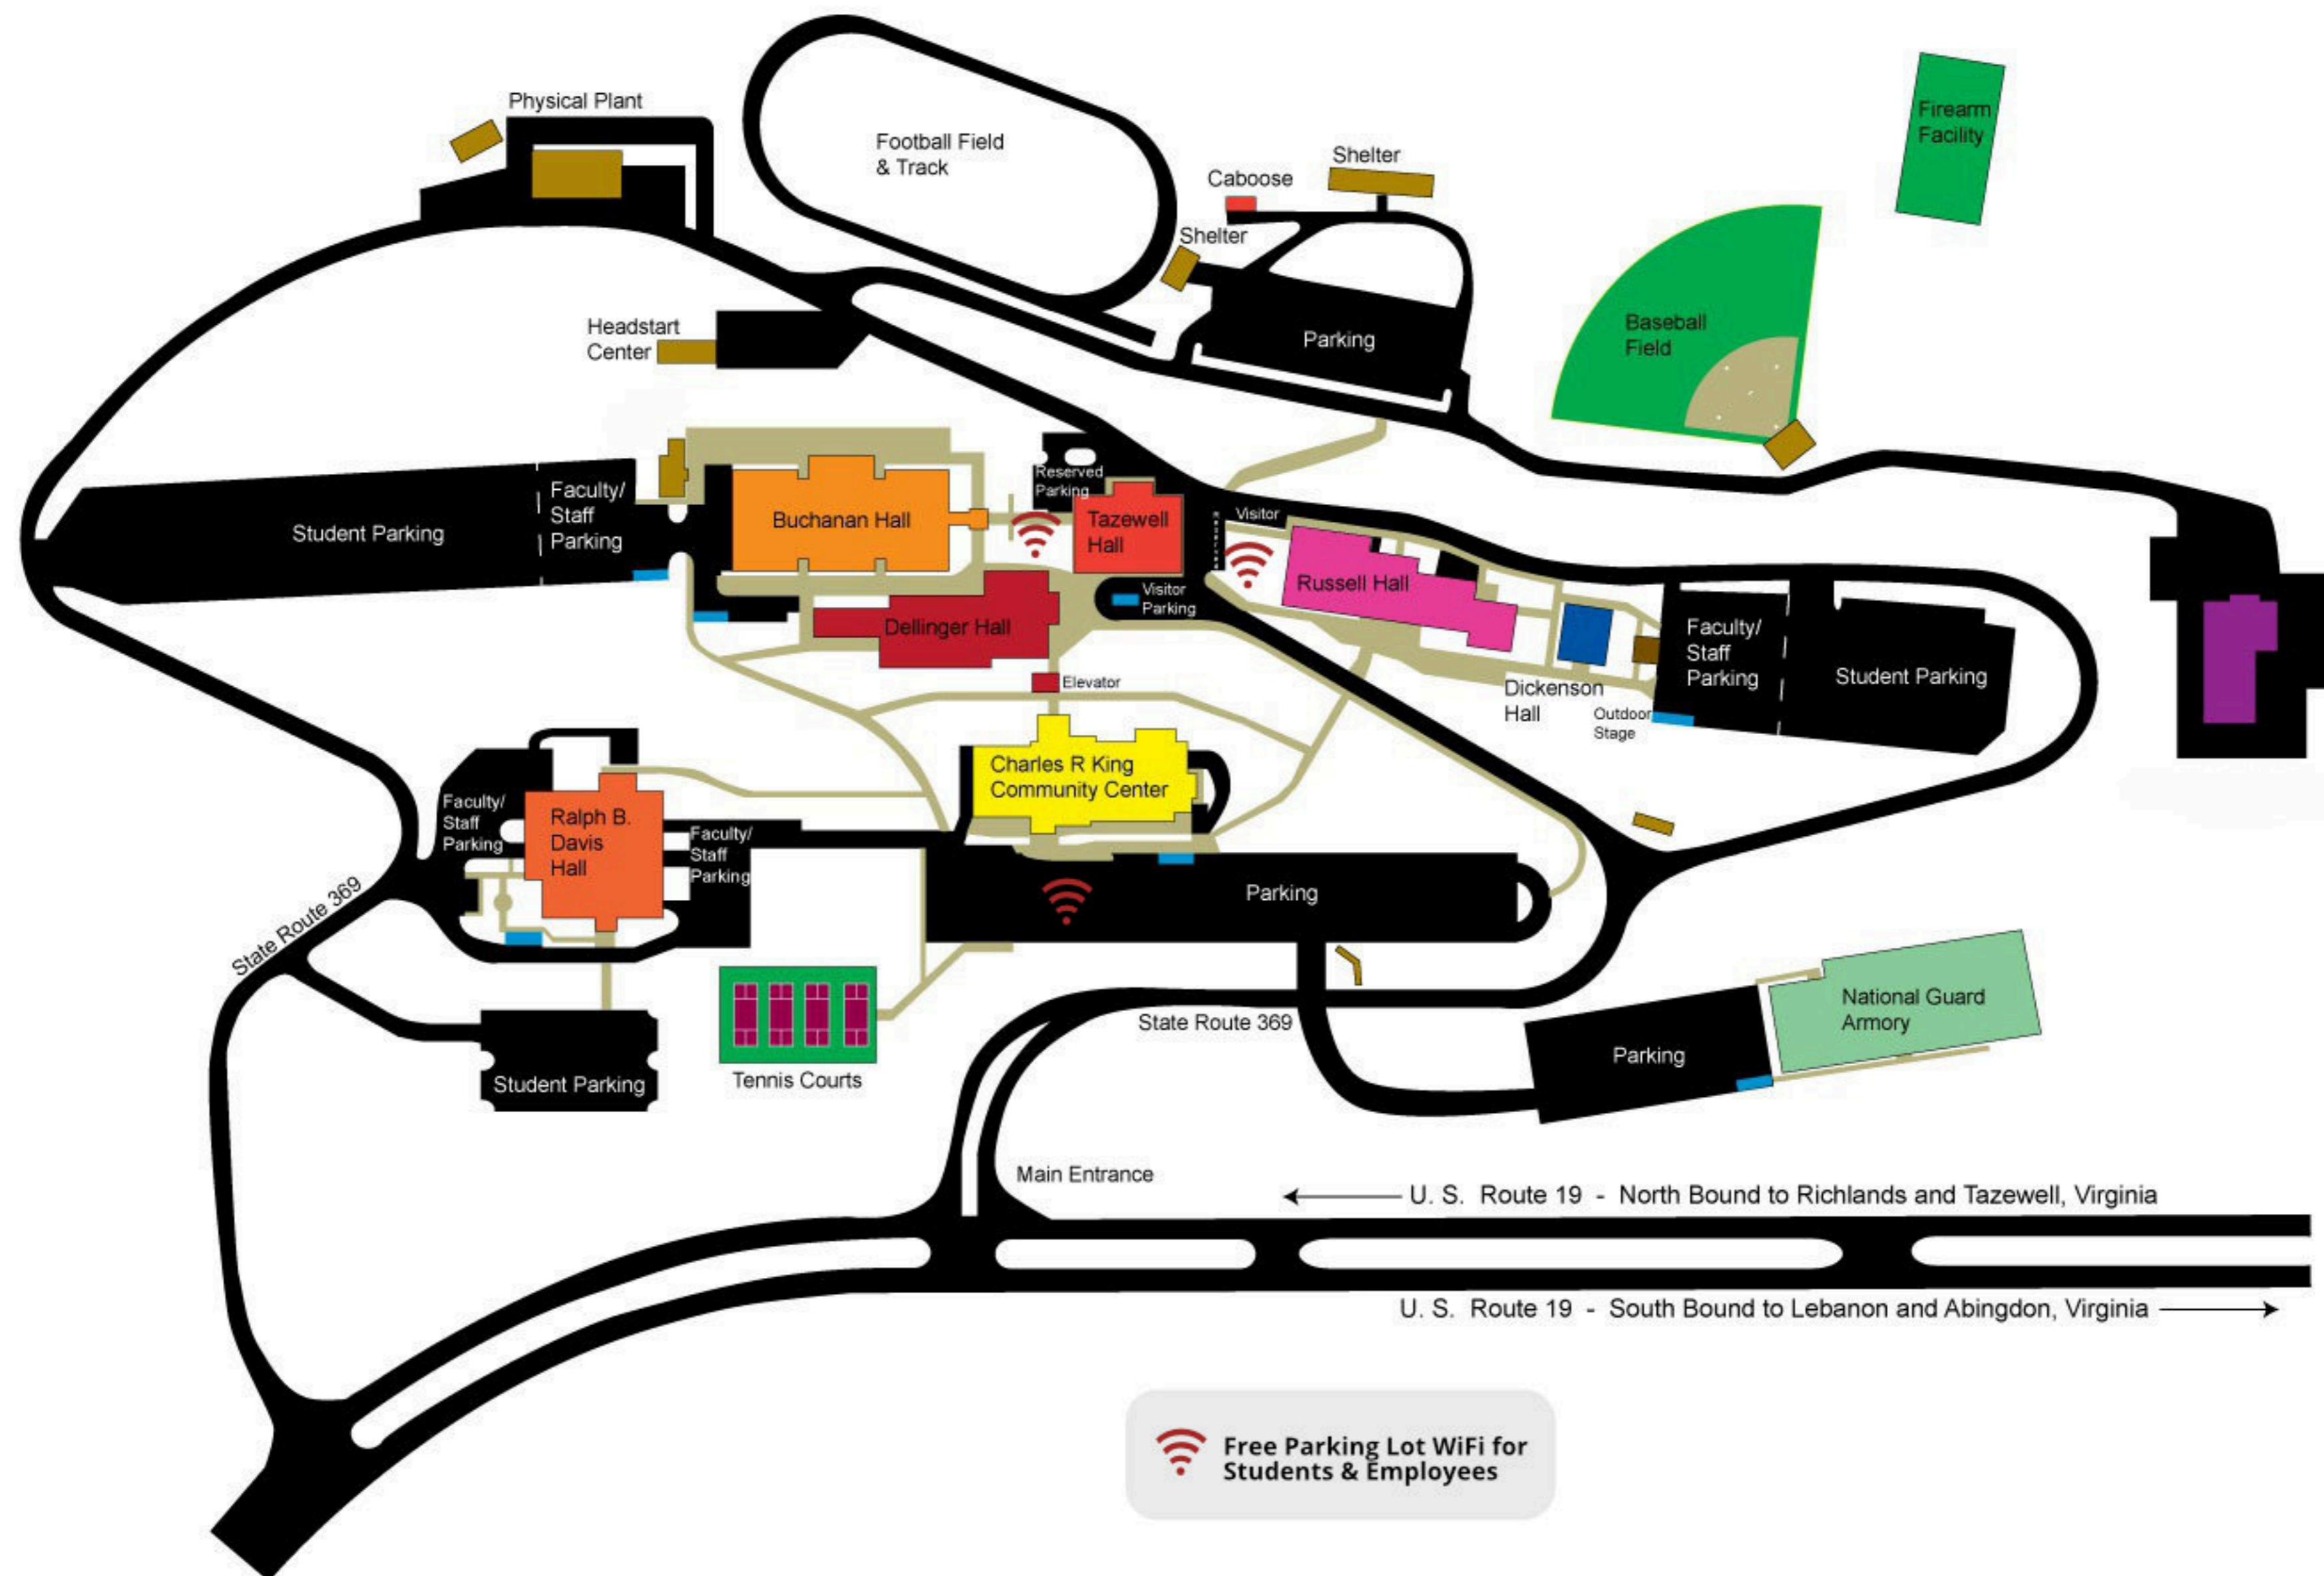 Physical Plant
Football Field
& Track
Caboose
Shelter
Shelter
Firearm
Facility
Headstart
Center
Parking
Baseball
Field
Student Parking
Faculty/
Staff
Parking
Buchanan Hall
Reserved
Parking
Tazewell
Hall
Reserved
Visitor
Russell Hall
Visitor
Parking
Dellinger Hall
Elevator
Dickenson
Hall
Outdoor
Stage
Faculty/
Staff
Parking
Student Parking
Charles R King
Community Center
Faculty/
Staff
Parking
Ralph B.
Davis
Hall
Faculty/
Staff
Parking
Parking
State Route 369
Student Parking
Tennis Courts
State Route 369
Parking
National Guard
Armory
Main Entrance
U. S. Route 19 - North Bound to Richlands and Tazewell, Virginia
U. S. Route 19 - South Bound to Lebanon and Abingdon, Virginia
Free Parking Lot WiFi for
Students & Employees